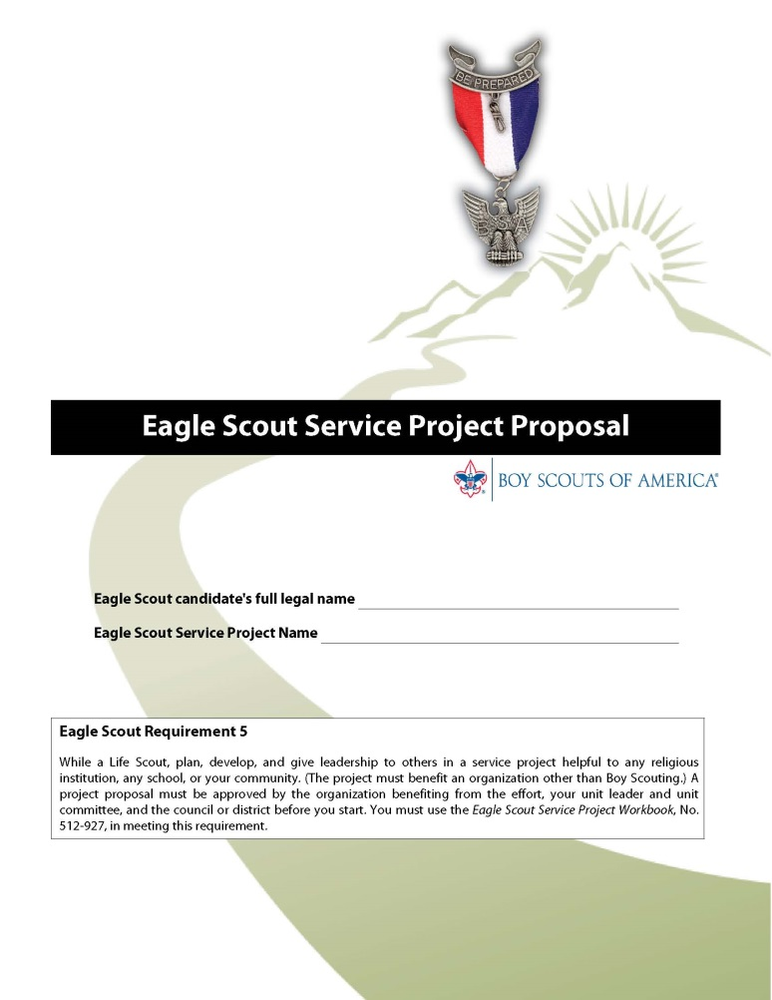 BE PREPARED
BSA
Eagle Scout Service Project Proposal
BOY SCOUTS OF AMERICA®
Eagle Scout candidate's full legal name
Eagle Scout Service Project Name
Eagle Scout Requirement 5
While a Life Scout, plan, develop, and give leadership to others in a service project helpful to any religious
institution, any school, or your community. (The project must benefit an organization other than Boy Scouting.) A
project proposal must be approved by the organization benefiting from the effort, your unit leader and unit
committee, and the council or district before you start. You must use the Eagle Scout Service Project Workbook, No.
512-927, in meeting this requirement.